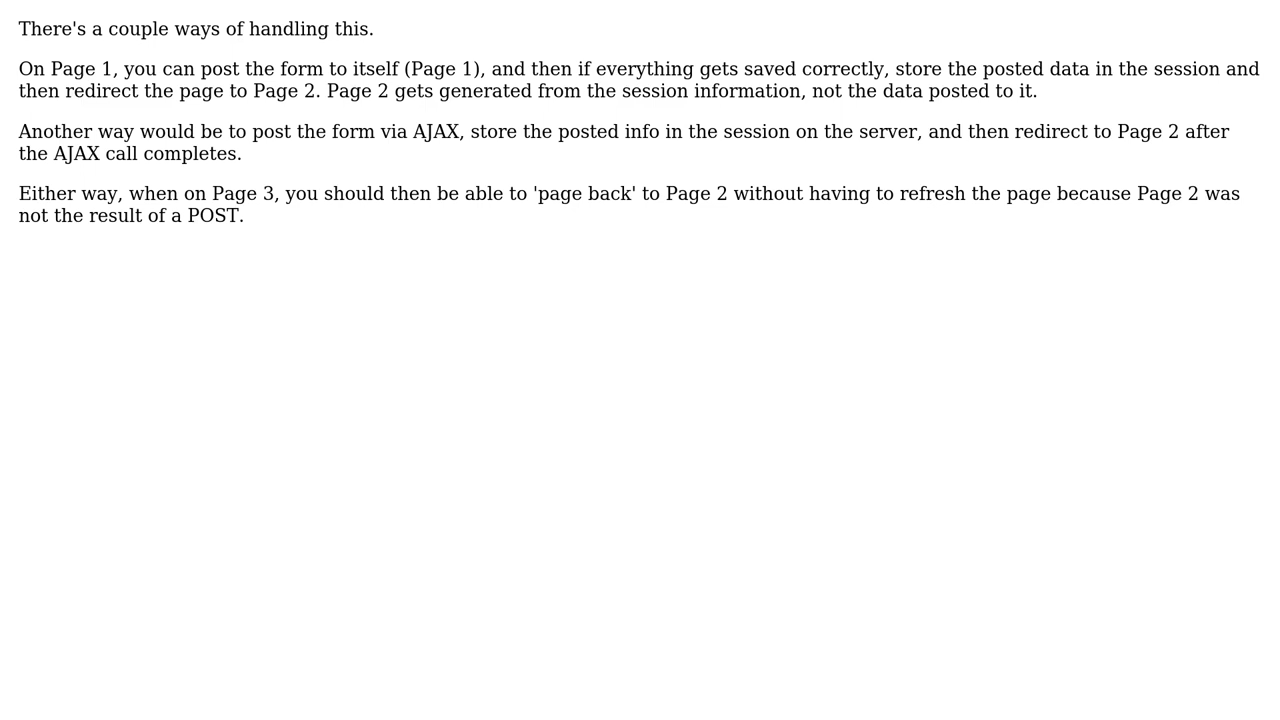 There's a couple ways of handling this.
On Page 1, you can post the form to itself (Page 1), and then if everything gets saved correctly, store the posted data in the session and
then redirect the page to Page 2. Page 2 gets generated from the session information, not the data posted to it.
Another way would be to post the form via AJAX, store the posted info in the session on the server, and then redirect to Page 2 after
the AJAX call completes.
Either way, when on Page 3, you should then be able to 'page back' to Page 2 without having to refresh the page because Page 2 was
not the result of a POST.